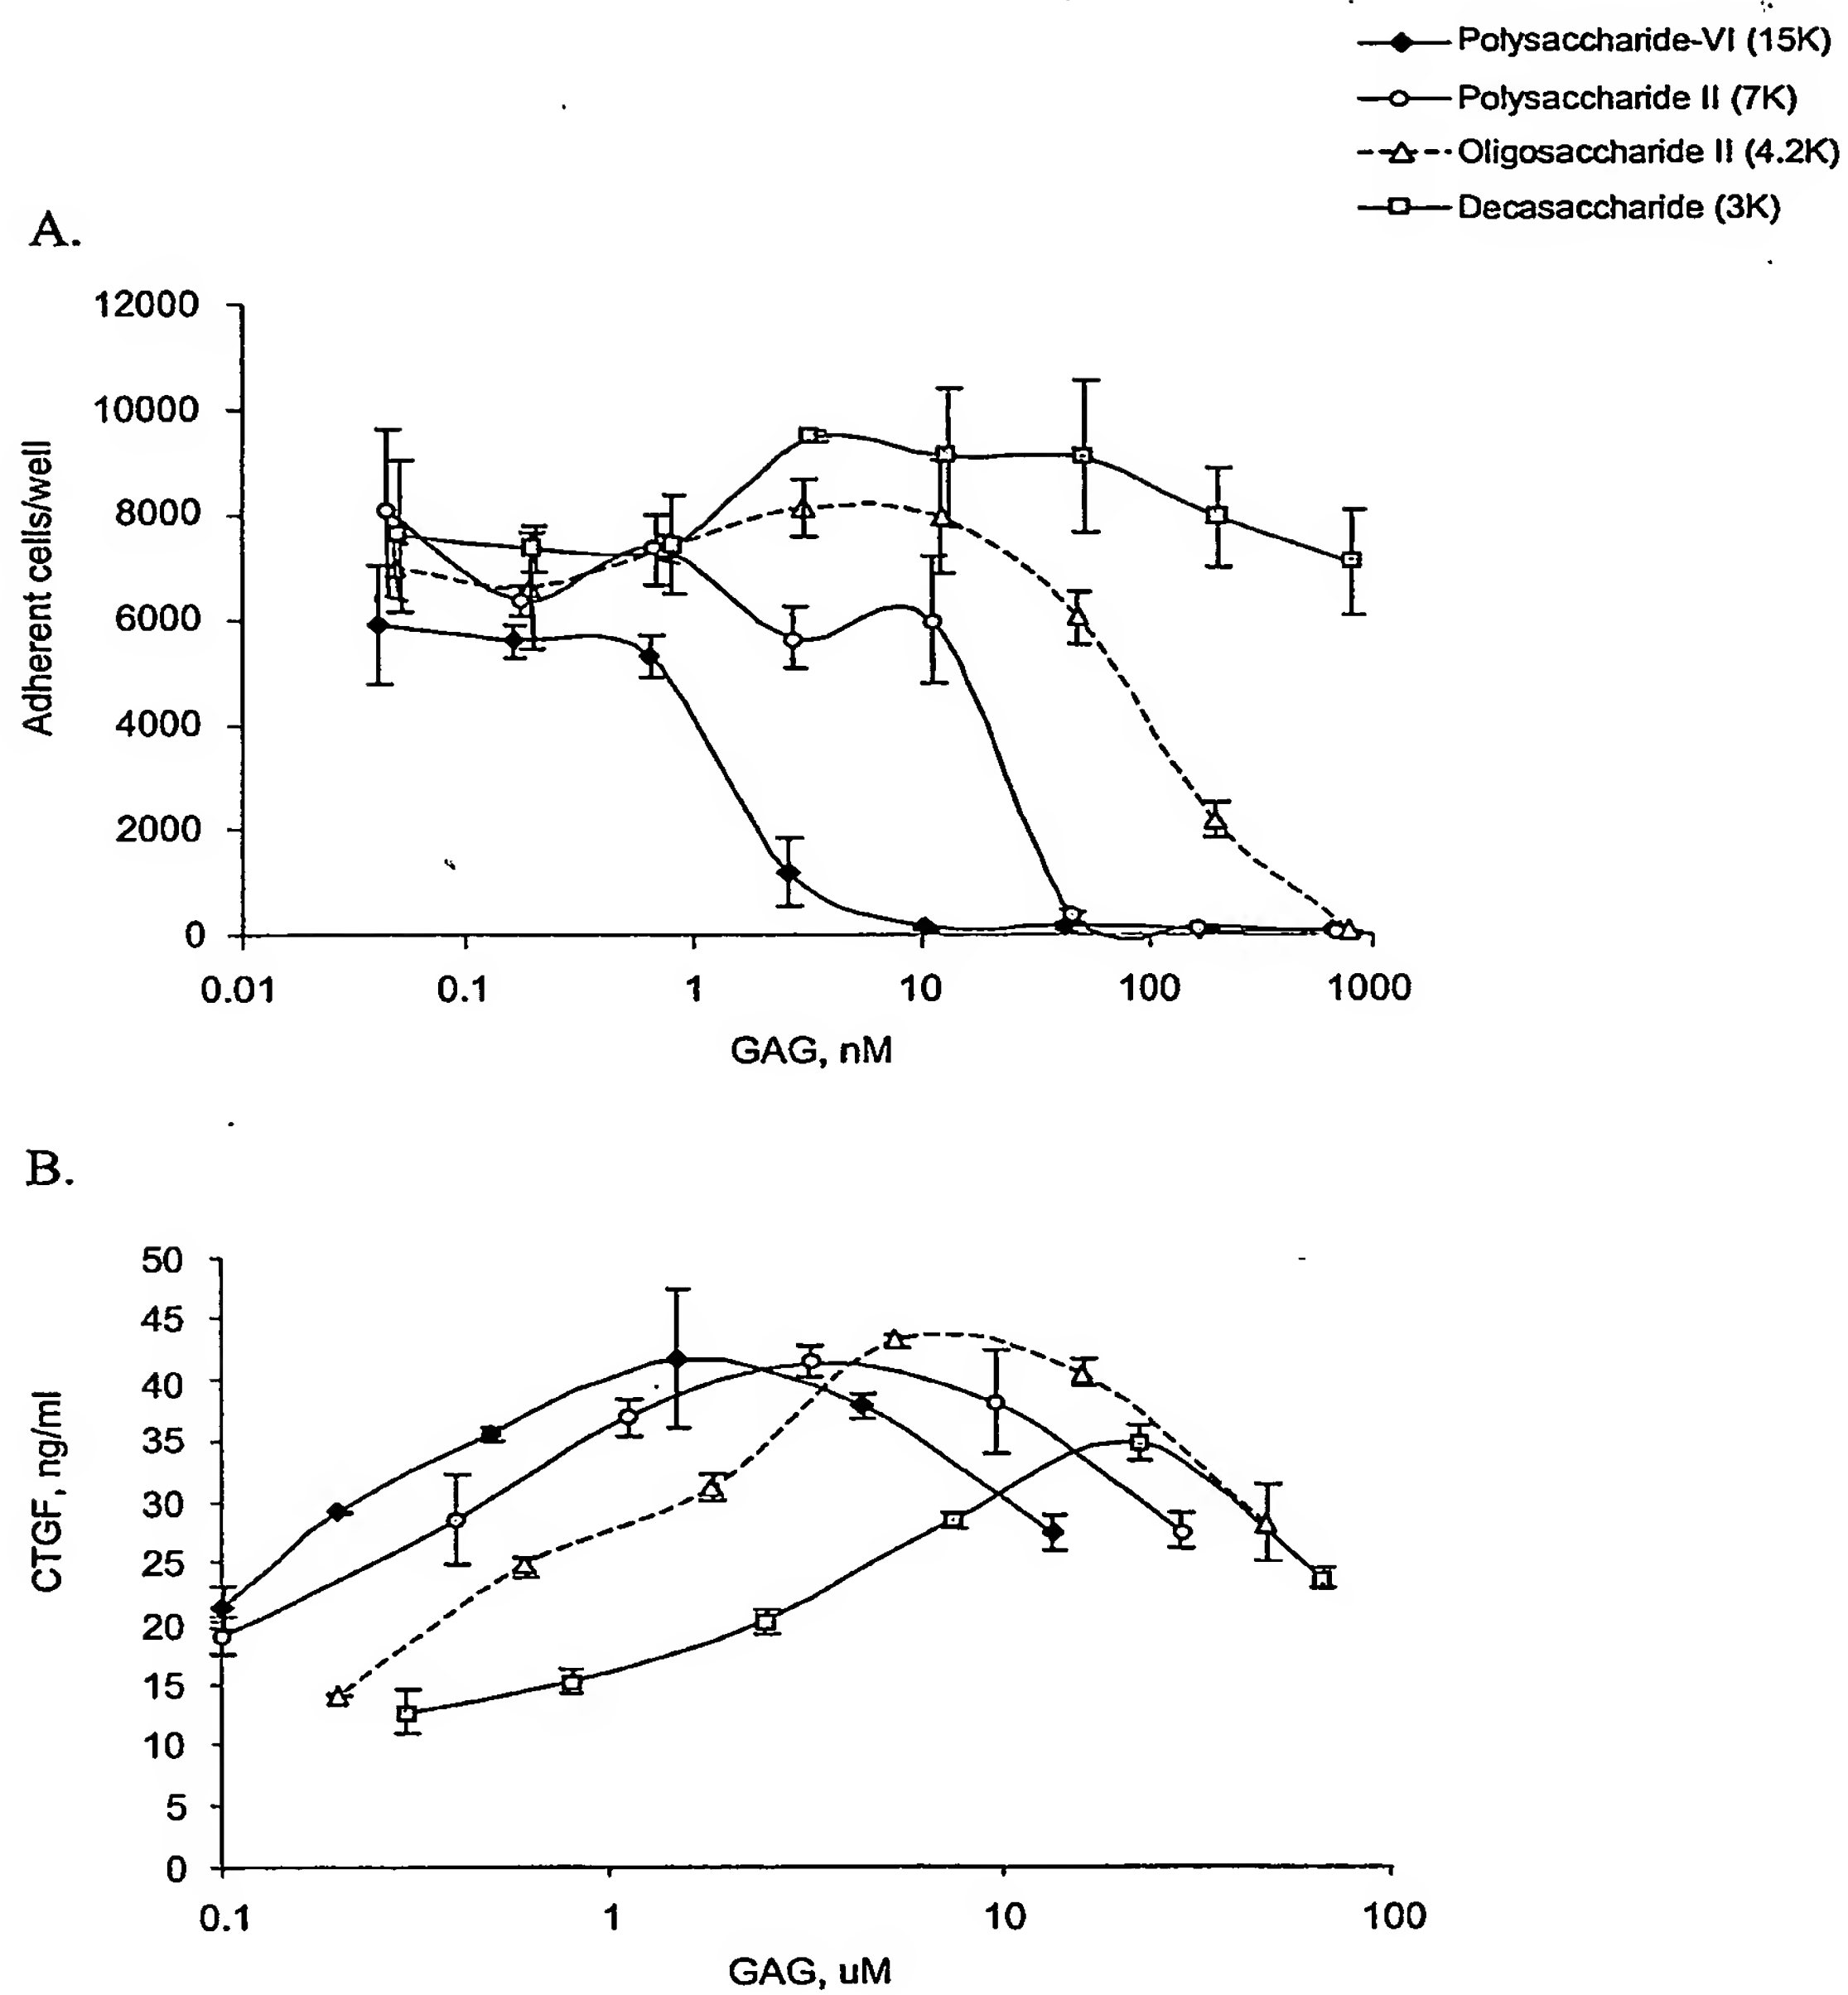 Polysaccharide-VI (15K)
Polysaccharide II (7K)
Oligosaccharide II (4.2K)
Decasaccharide (3K)
A.
12000
10000
8000
6000
4000
2000
0
Adherent cells/well
0.01 0.1 1 10 100 1000
GAG, nM
B.
50
45
40
35
30
25
20
15
10
5
0
CTGF, ng/ml
0.1 1 10 100
GAG, uM